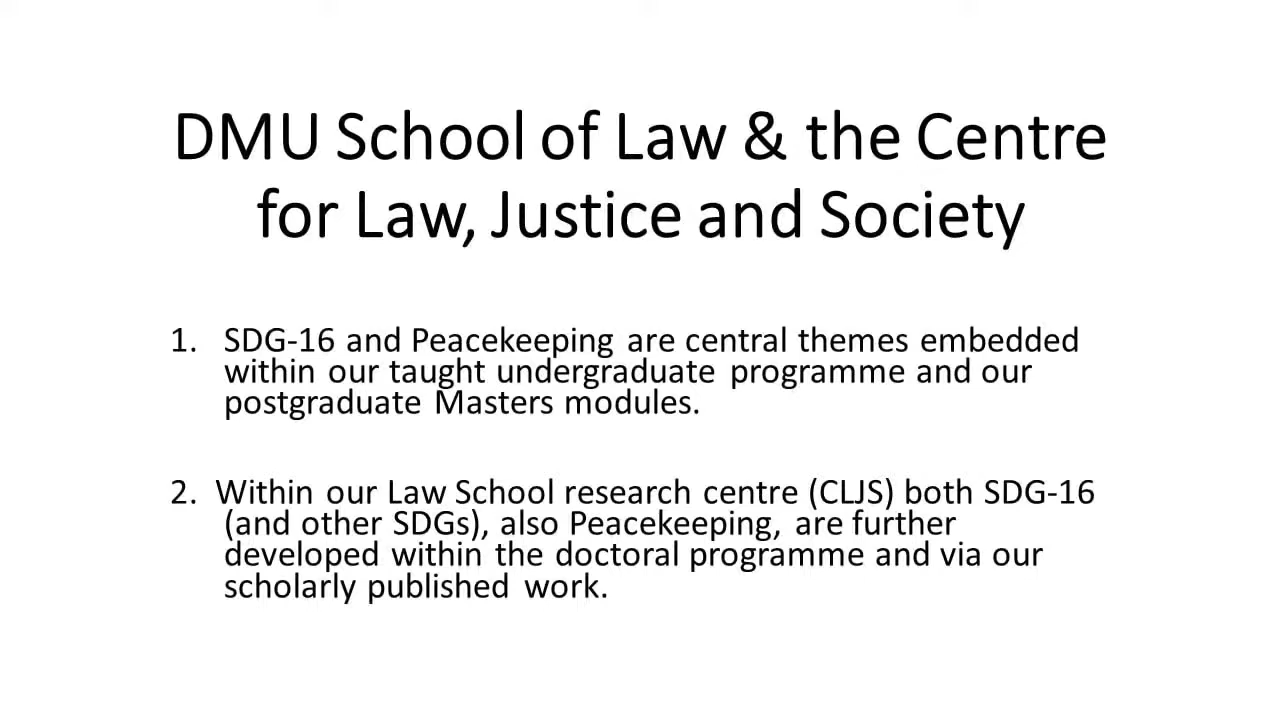 DMU School of Law & the Centre
for Law, Justice and Society
1. SDG-16 and Peacekeeping are central themes embedded
within our taught undergraduate programme and our
postgraduate Masters modules.
2. Within our Law School research centre (CLJS) both SDG-16
(and other SDGs), also Peacekeeping, are further
developed within the doctoral programme and via our
scholarly published work.